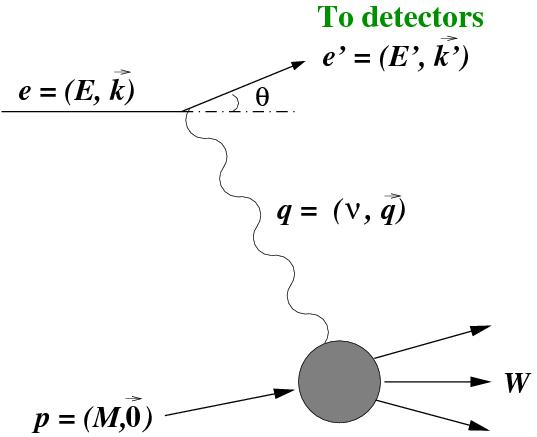 To detectors
e' = (E', k⃗')
e = (E, k⃗)
θ
q = (ν, q⃗)
W
p = (M,0⃗)